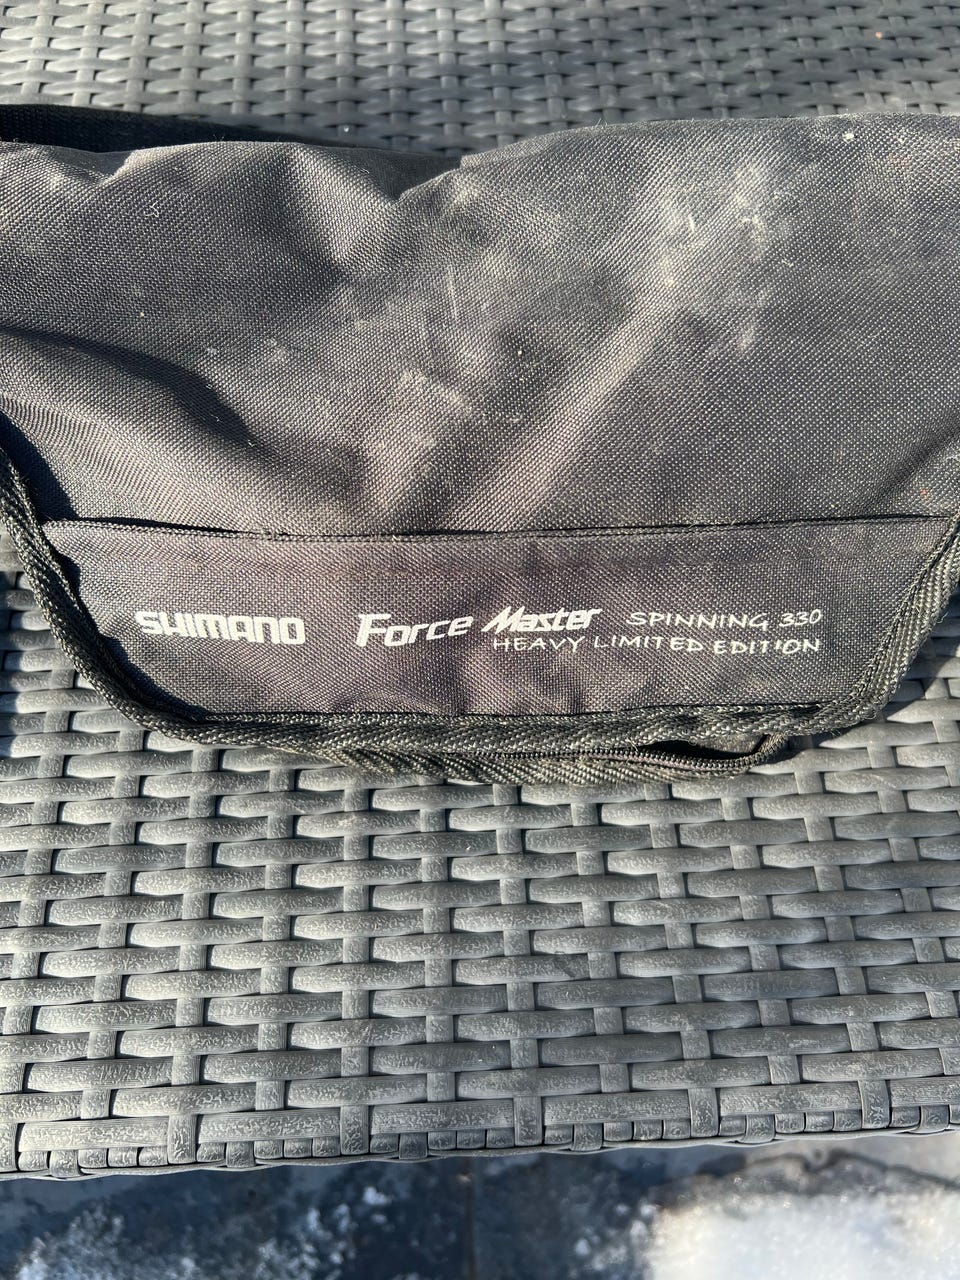 SHIMANO Force Master SPINNING 330
HEAVY LIMITED EDITION